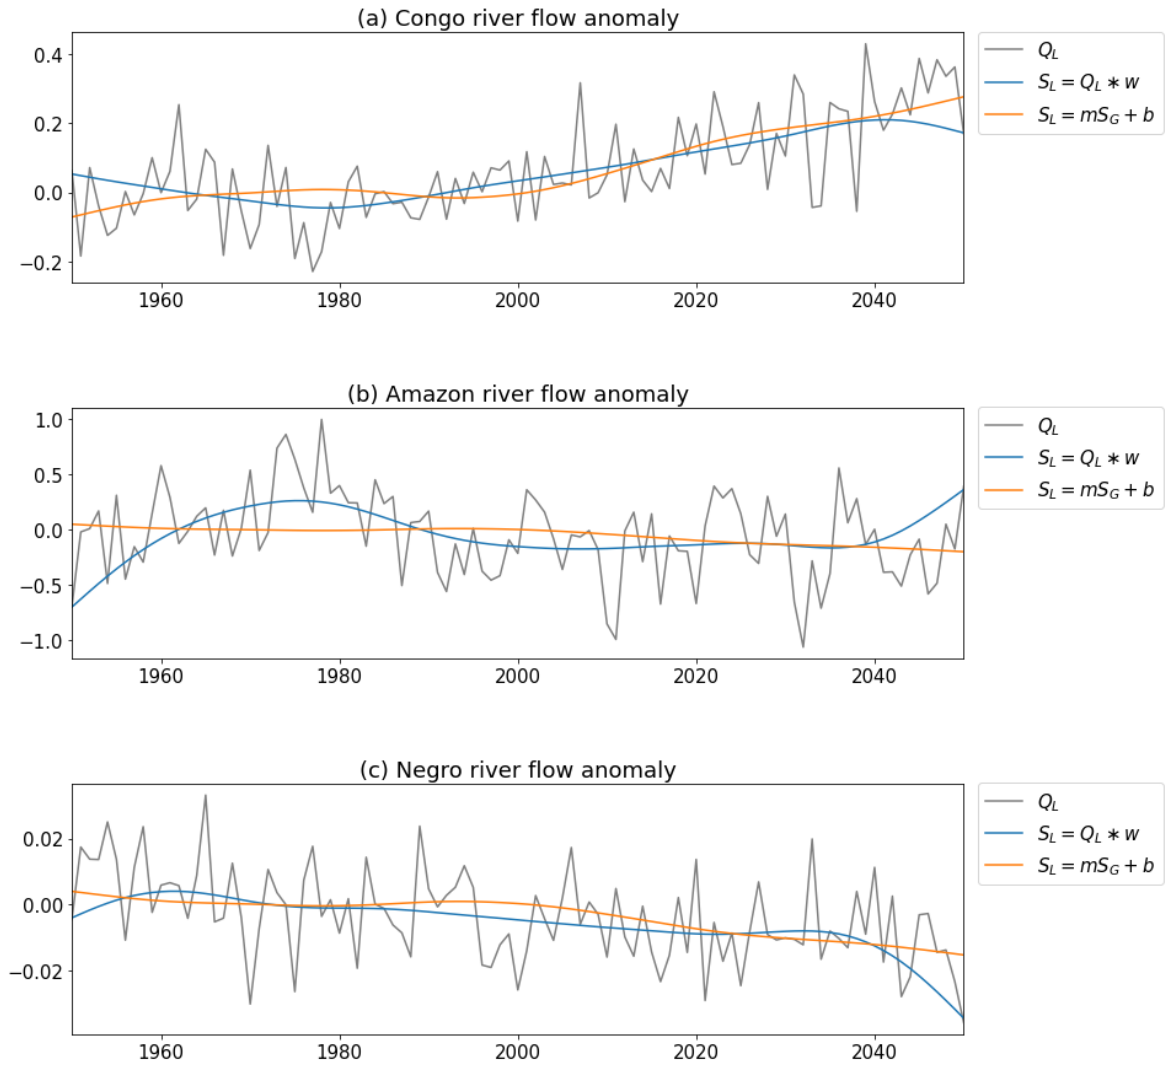 (a) Congo river flow anomaly
0.4
0.2
0.0
−0.2
1960 1980 2000 2020 2040
Q_L
S_L = Q_L ∗ w
S_L = mS_G + b
(b) Amazon river flow anomaly
1.0
0.5
0.0
−0.5
−1.0
1960 1980 2000 2020 2040
Q_L
S_L = Q_L ∗ w
S_L = mS_G + b
(c) Negro river flow anomaly
0.02
0.00
−0.02
1960 1980 2000 2020 2040
Q_L
S_L = Q_L ∗ w
S_L = mS_G + b